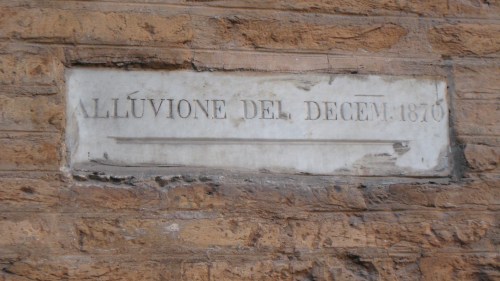 ALLUVIONE DEL DECEM̅. 1870